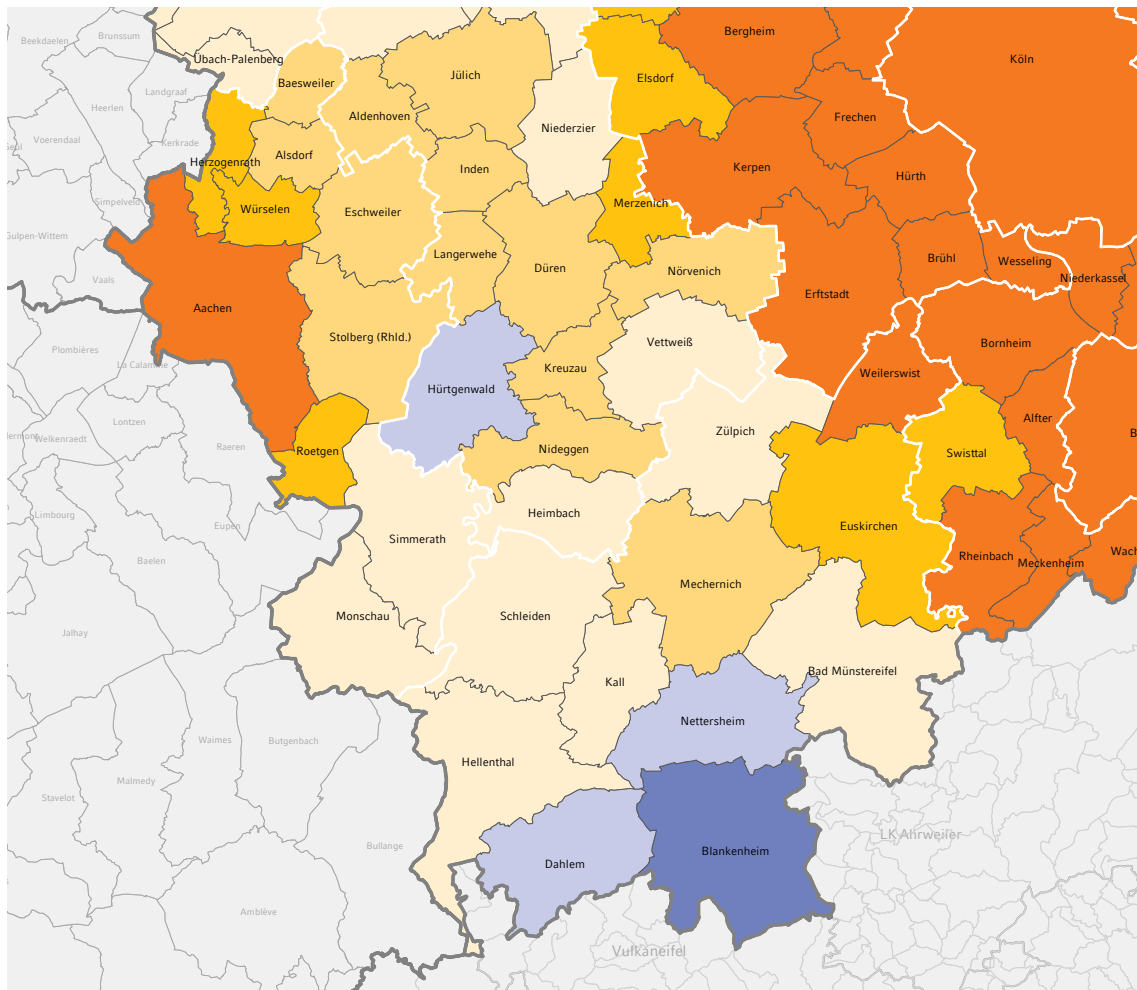 Bergheim
Brunssum
Beekdaelen
Übach-Palenberg
Köln
Jülich
Elsdorf
Baesweiler
Landgraaf
Heerlen
Aldenhoven
Frechen
Niederzier
Voerendaal
Kerkrade
Alsdorf
Herzogenrath
Inden
Kerpen
Hürth
Simpelveld
Merzenich
Würselen
Eschweiler
Gulpen-Wittem
Langerwehe
Brühl
Wesseling
Düren
Nörvenich
Niederkassel
Vaals
Erftstadt
Aachen
Stolberg (Rhld.)
Vettweiß
Bornheim
Plombières
La Calamine
Kreuzau
Weilerswist
Hürtgenwald
Alfter
Lontzen
Zülpich
B
Welkenraedt
Raeren
Nideggen
Roetgen
Swisttal
Limbourg
Heimbach
Eupen
Euskirchen
Simmerath
Wach
Rheinbach
Baelen
Meckenheim
Mechernich
Monschau
Schleiden
Jalhay
Bad Münstereifel
Kall
Nettersheim
Waimes
Butgenbach
Hellenthal
Malmedy
Stavelot
LK Ahrweiler
Bullange
Blankenheim
Dahlem
Amblève
Vulkaneifel